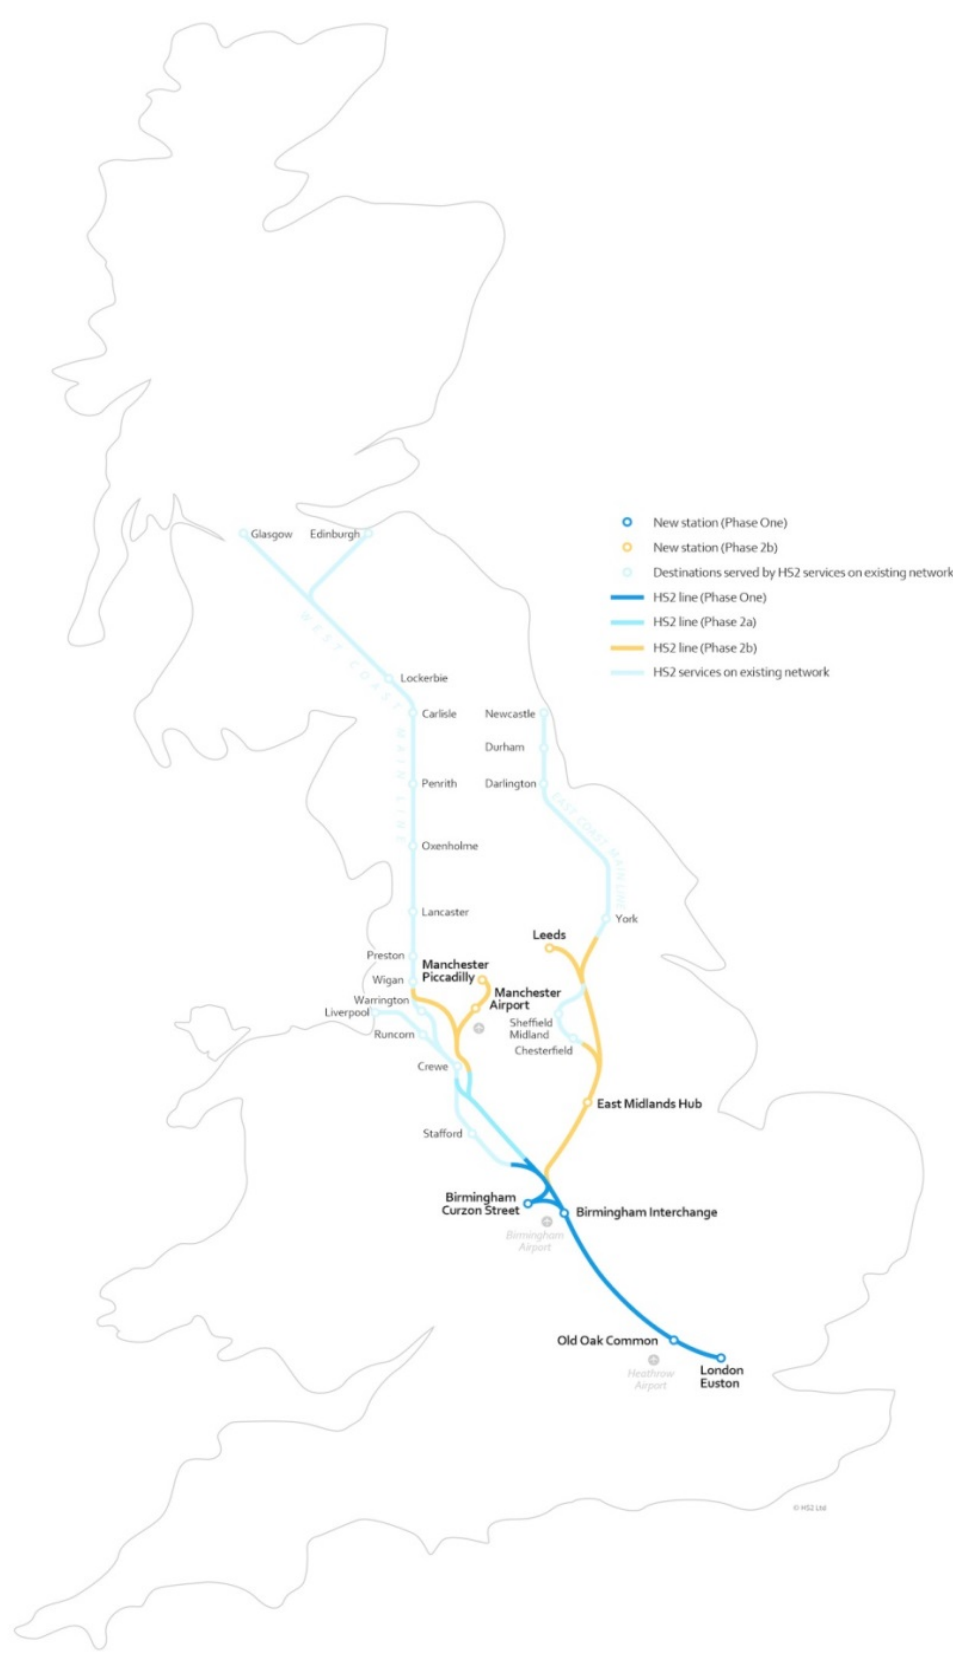 New station (Phase One)
Glasgow
Edinburgh
New station (Phase 2b)
Destinations served by HS2 services on existing network
HS2 line (Phase One)
HS2 line (Phase 2a)
HS2 line (Phase 2b)
HS2 services on existing network
WEST COAST MAIN LINE
Lockerbie
Carlisle
Newcastle
Durham
Penrith
Darlington
EAST COAST MAIN LINE
Oxenholme
Lancaster
York
Leeds
Preston
Manchester
Piccadilly
Wigan
Manchester
Airport
Warrington
Liverpool
Sheffield
Midland
Runcorn
Chesterfield
Crewe
East Midlands Hub
Stafford
Birmingham
Curzon Street
Birmingham Interchange
Birmingham
Airport
Old Oak Common
Heathrow
Airport
London
Euston
© HS2 Ltd